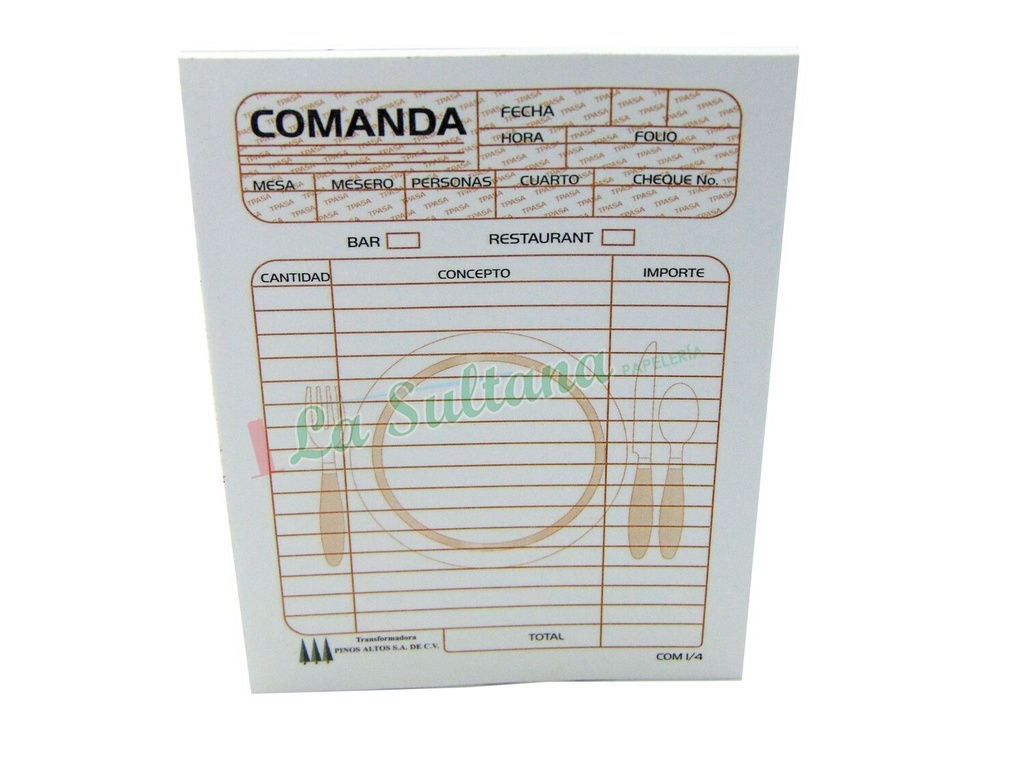 COMANDA
FECHA
HORA FOLIO
MESA MESERO PERSONAS CUARTO CHEQUE No.
BAR RESTAURANT
CANTIDAD CONCEPTO IMPORTE
La Sultana PAPELERÍA
TOTAL
Transformadora
PINOS ALTOS S.A. DE C.V.
COM 1/4